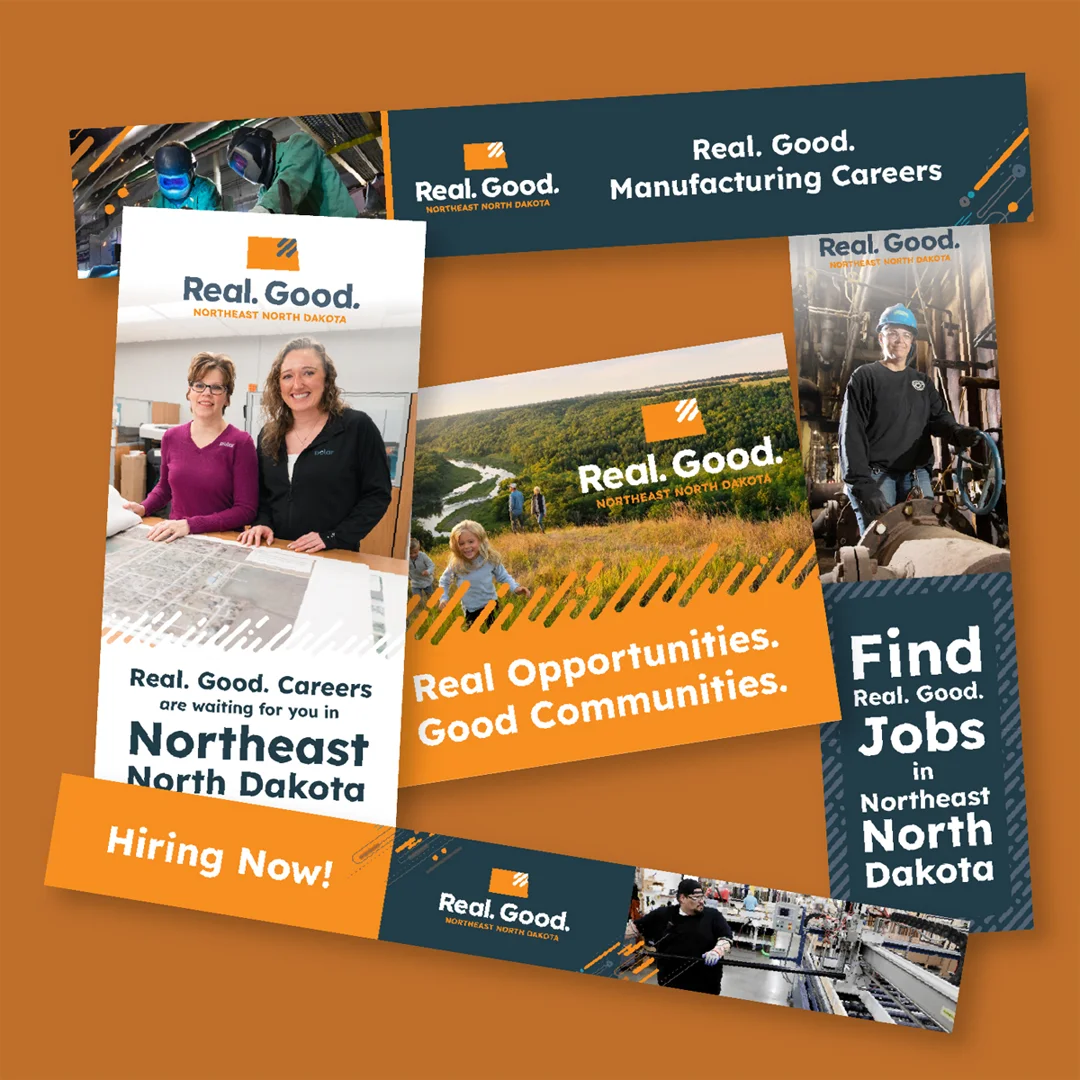 Real. Good.
NORTHEAST NORTH DAKOTA
Real. Good.
Manufacturing Careers
Real. Good.
NORTHEAST NORTH DAKOTA
Real. Good. Careers
are waiting for you in
Northeast
North Dakota
Real. Good.
NORTHEAST NORTH DAKOTA
Real Opportunities.
Good Communities.
Real. Good.
NORTHEAST NORTH DAKOTA
Find
Real. Good.
Jobs
in
Northeast
North
Dakota
Hiring Now!
Real. Good.
NORTHEAST NORTH DAKOTA